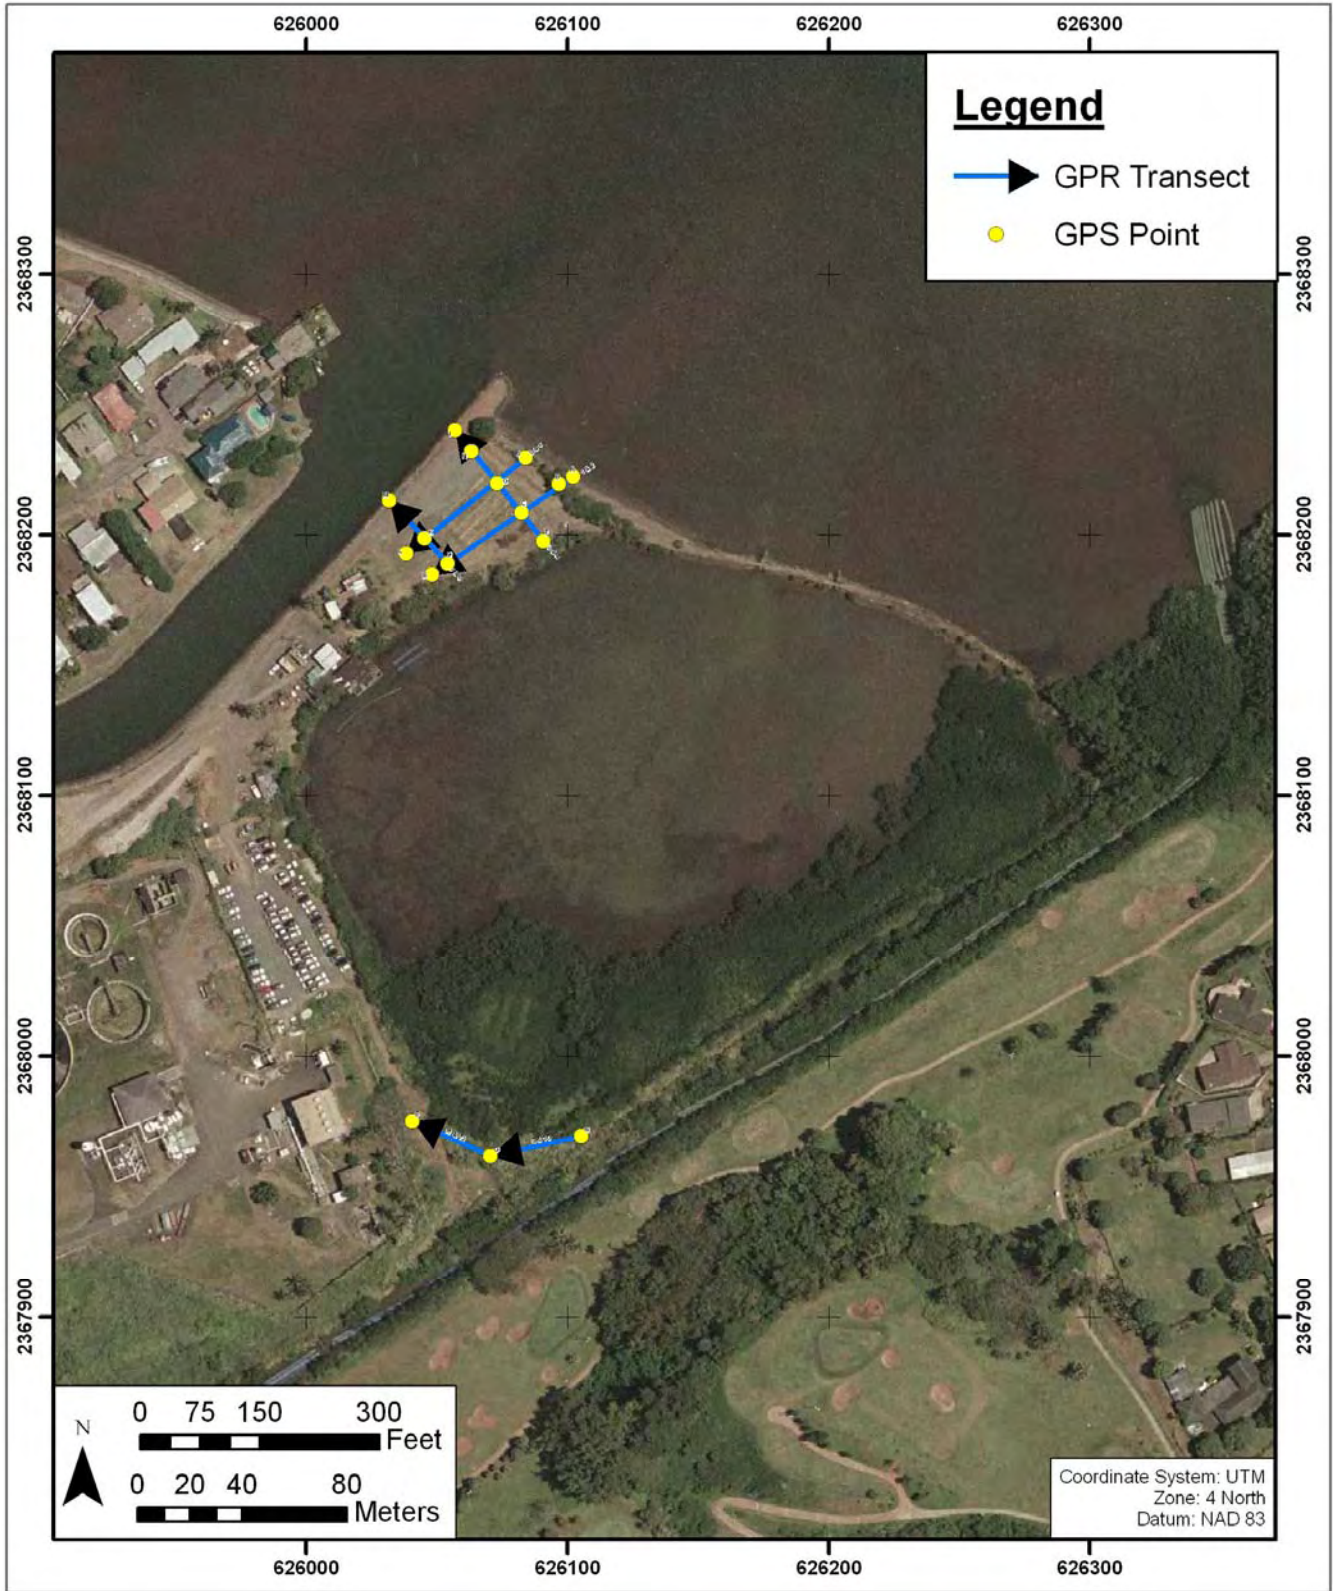 626000 626100 626200 626300
Legend
GPR Transect
GPS Point
2368300 2368300
2368200 2368200
2368100 2368100
2368000 2368000
2367900 2367900
N
0 75 150 300
Feet
0 20 40 80
Meters
Coordinate System: UTM
Zone: 4 North
Datum: NAD 83
626000 626100 626200 626300